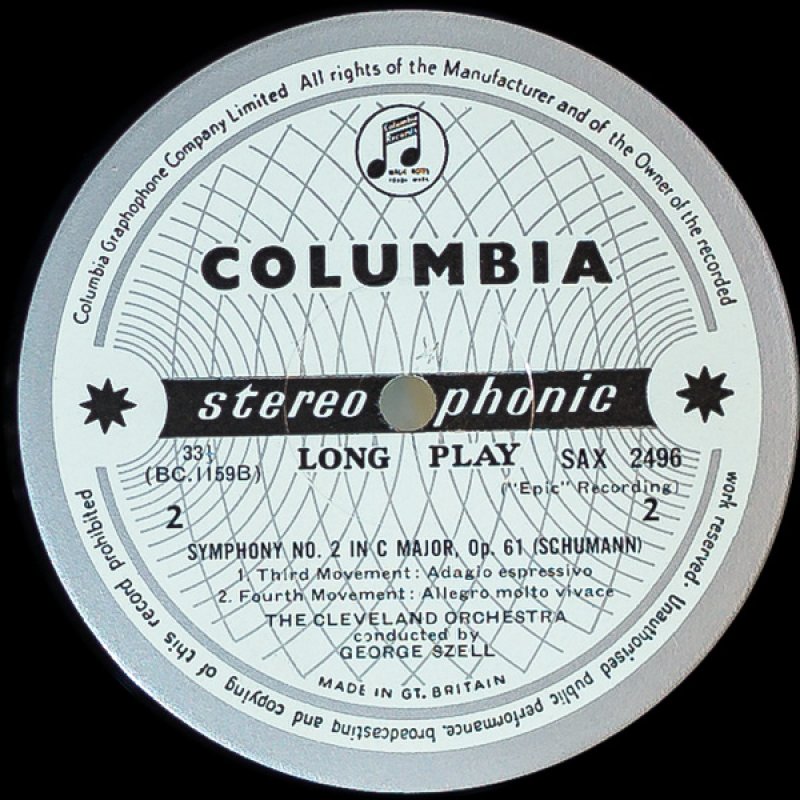 Columbia Graphophone Company Limited All rights of the Manufacturer and of the Owner of the recorded
work reserved: Unauthorised public performance, broadcasting and copying of this record prohibited
Columbia
Records
COLUMBIA
stereophonic
33⅓
(BC.1159B)
LONG PLAY
SAX 2496
("Epic" Recording)
2
2
SYMPHONY NO. 2 IN C MAJOR, Op. 61 (SCHUMANN)
1. Third Movement: Adagio espressivo
2. Fourth Movement: Allegro molto vivace
THE CLEVELAND ORCHESTRA
conducted by
GEORGE SZELL
MADE IN GT. BRITAIN